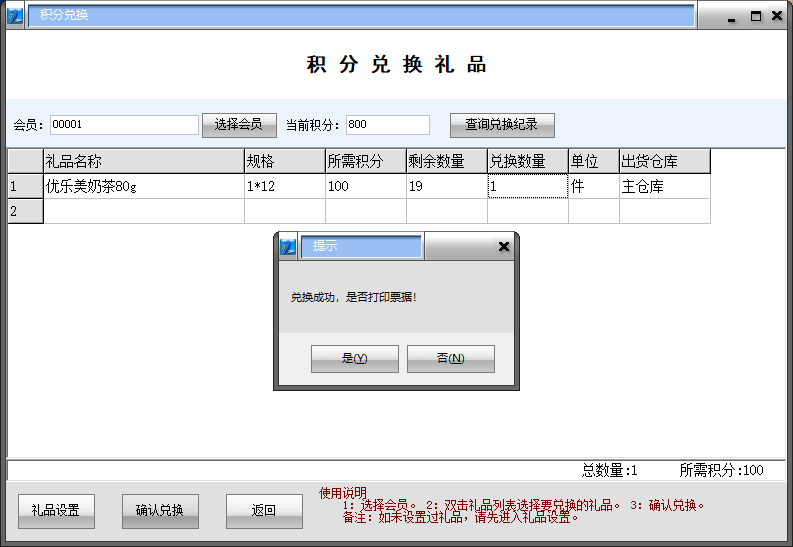 积分兑换
积 分 兑 换 礼 品
会员: 00001 选择会员 当前积分: 800 查询兑换纪录
礼品名称 规格 所需积分 剩余数量 兑换数量 单位 出货仓库
1 优乐美奶茶80g 1*12 100 19 1 件 主仓库
2
提示
兑换成功，是否打印票据！
是(Y) 否(N)
总数量:1 所需积分:100
礼品设置 确认兑换 返回
使用说明
1: 选择会员。 2: 双击礼品列表选择要兑换的礼品。 3: 确认兑换。
备注: 如未设置过礼品，请先进入礼品设置。